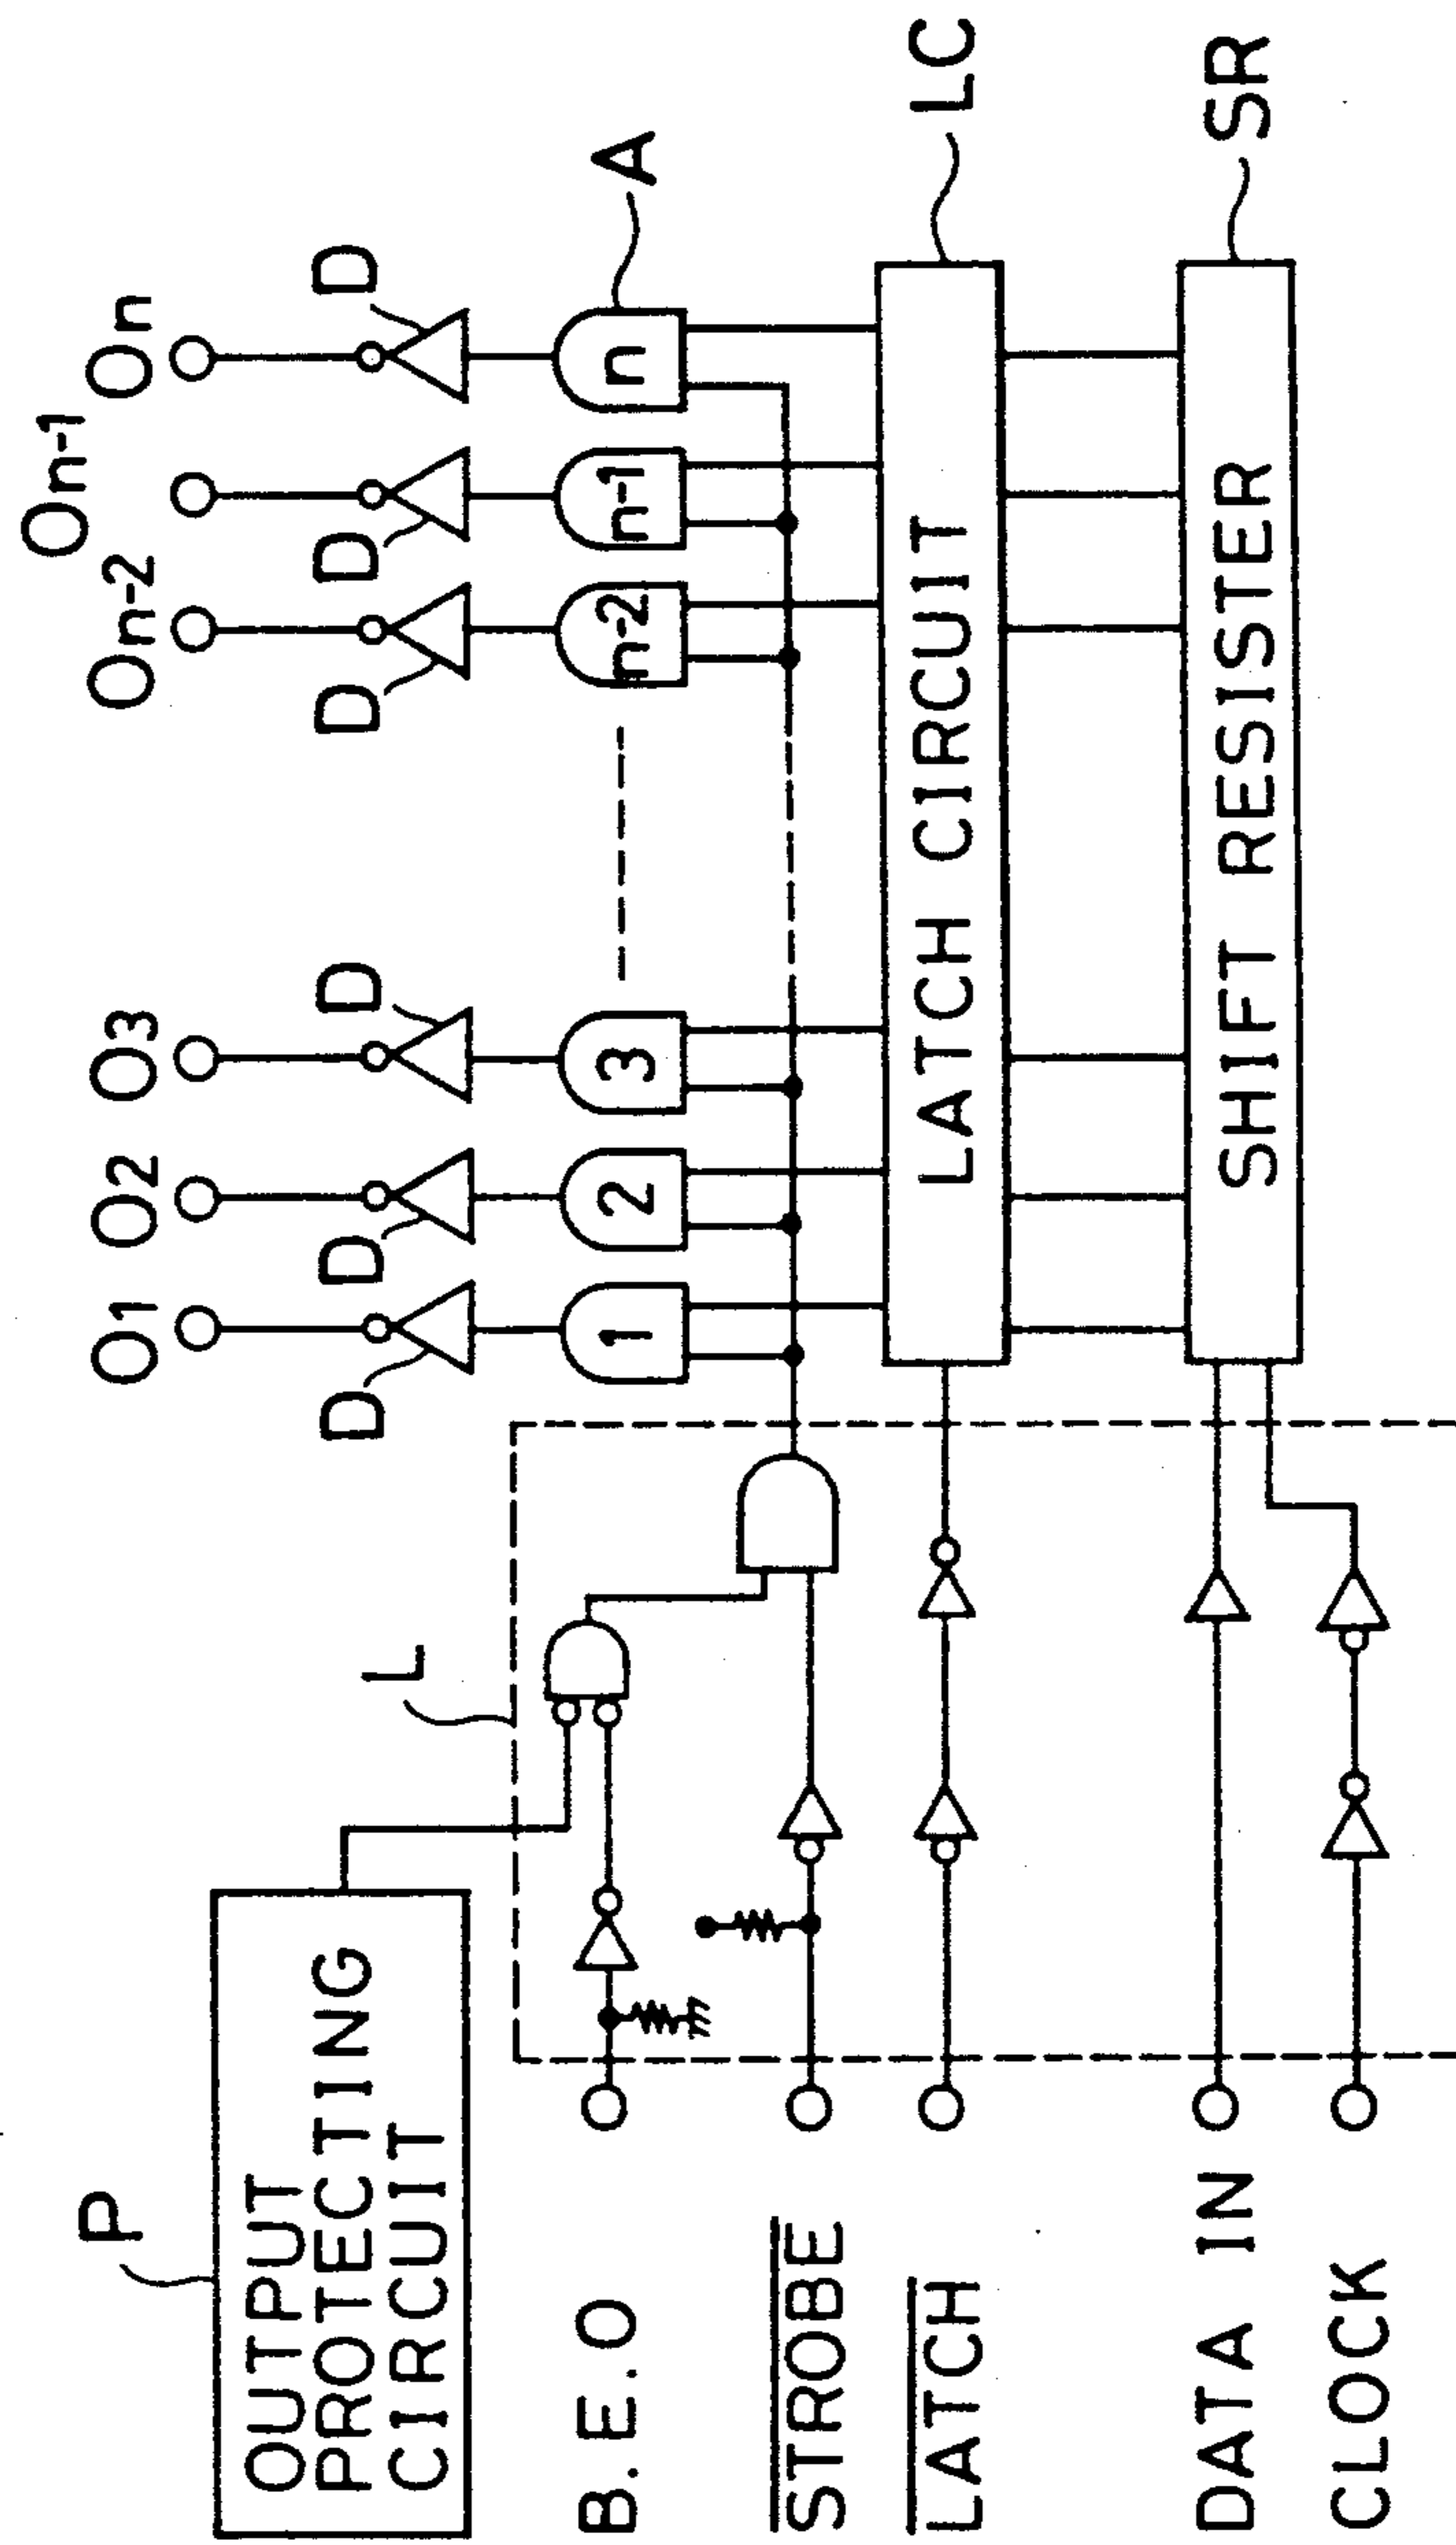 P
OUTPUT
PROTECTING
CIRCUIT
B.E.O
STROBE
LATCH
DATA IN
CLOCK
L
O1 O2 O3 On-2 On-1 On
D D D D D D
1 2 3 n-2 n-1 n
A
LATCH CIRCUIT
LC
SHIFT RESISTER
SR